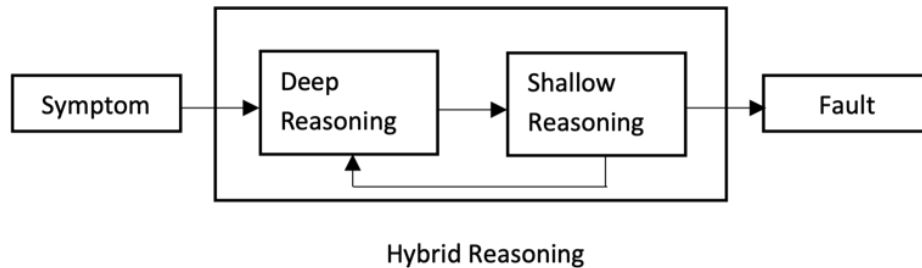 Symptom
Deep
Reasoning
Shallow
Reasoning
Fault
Hybrid Reasoning